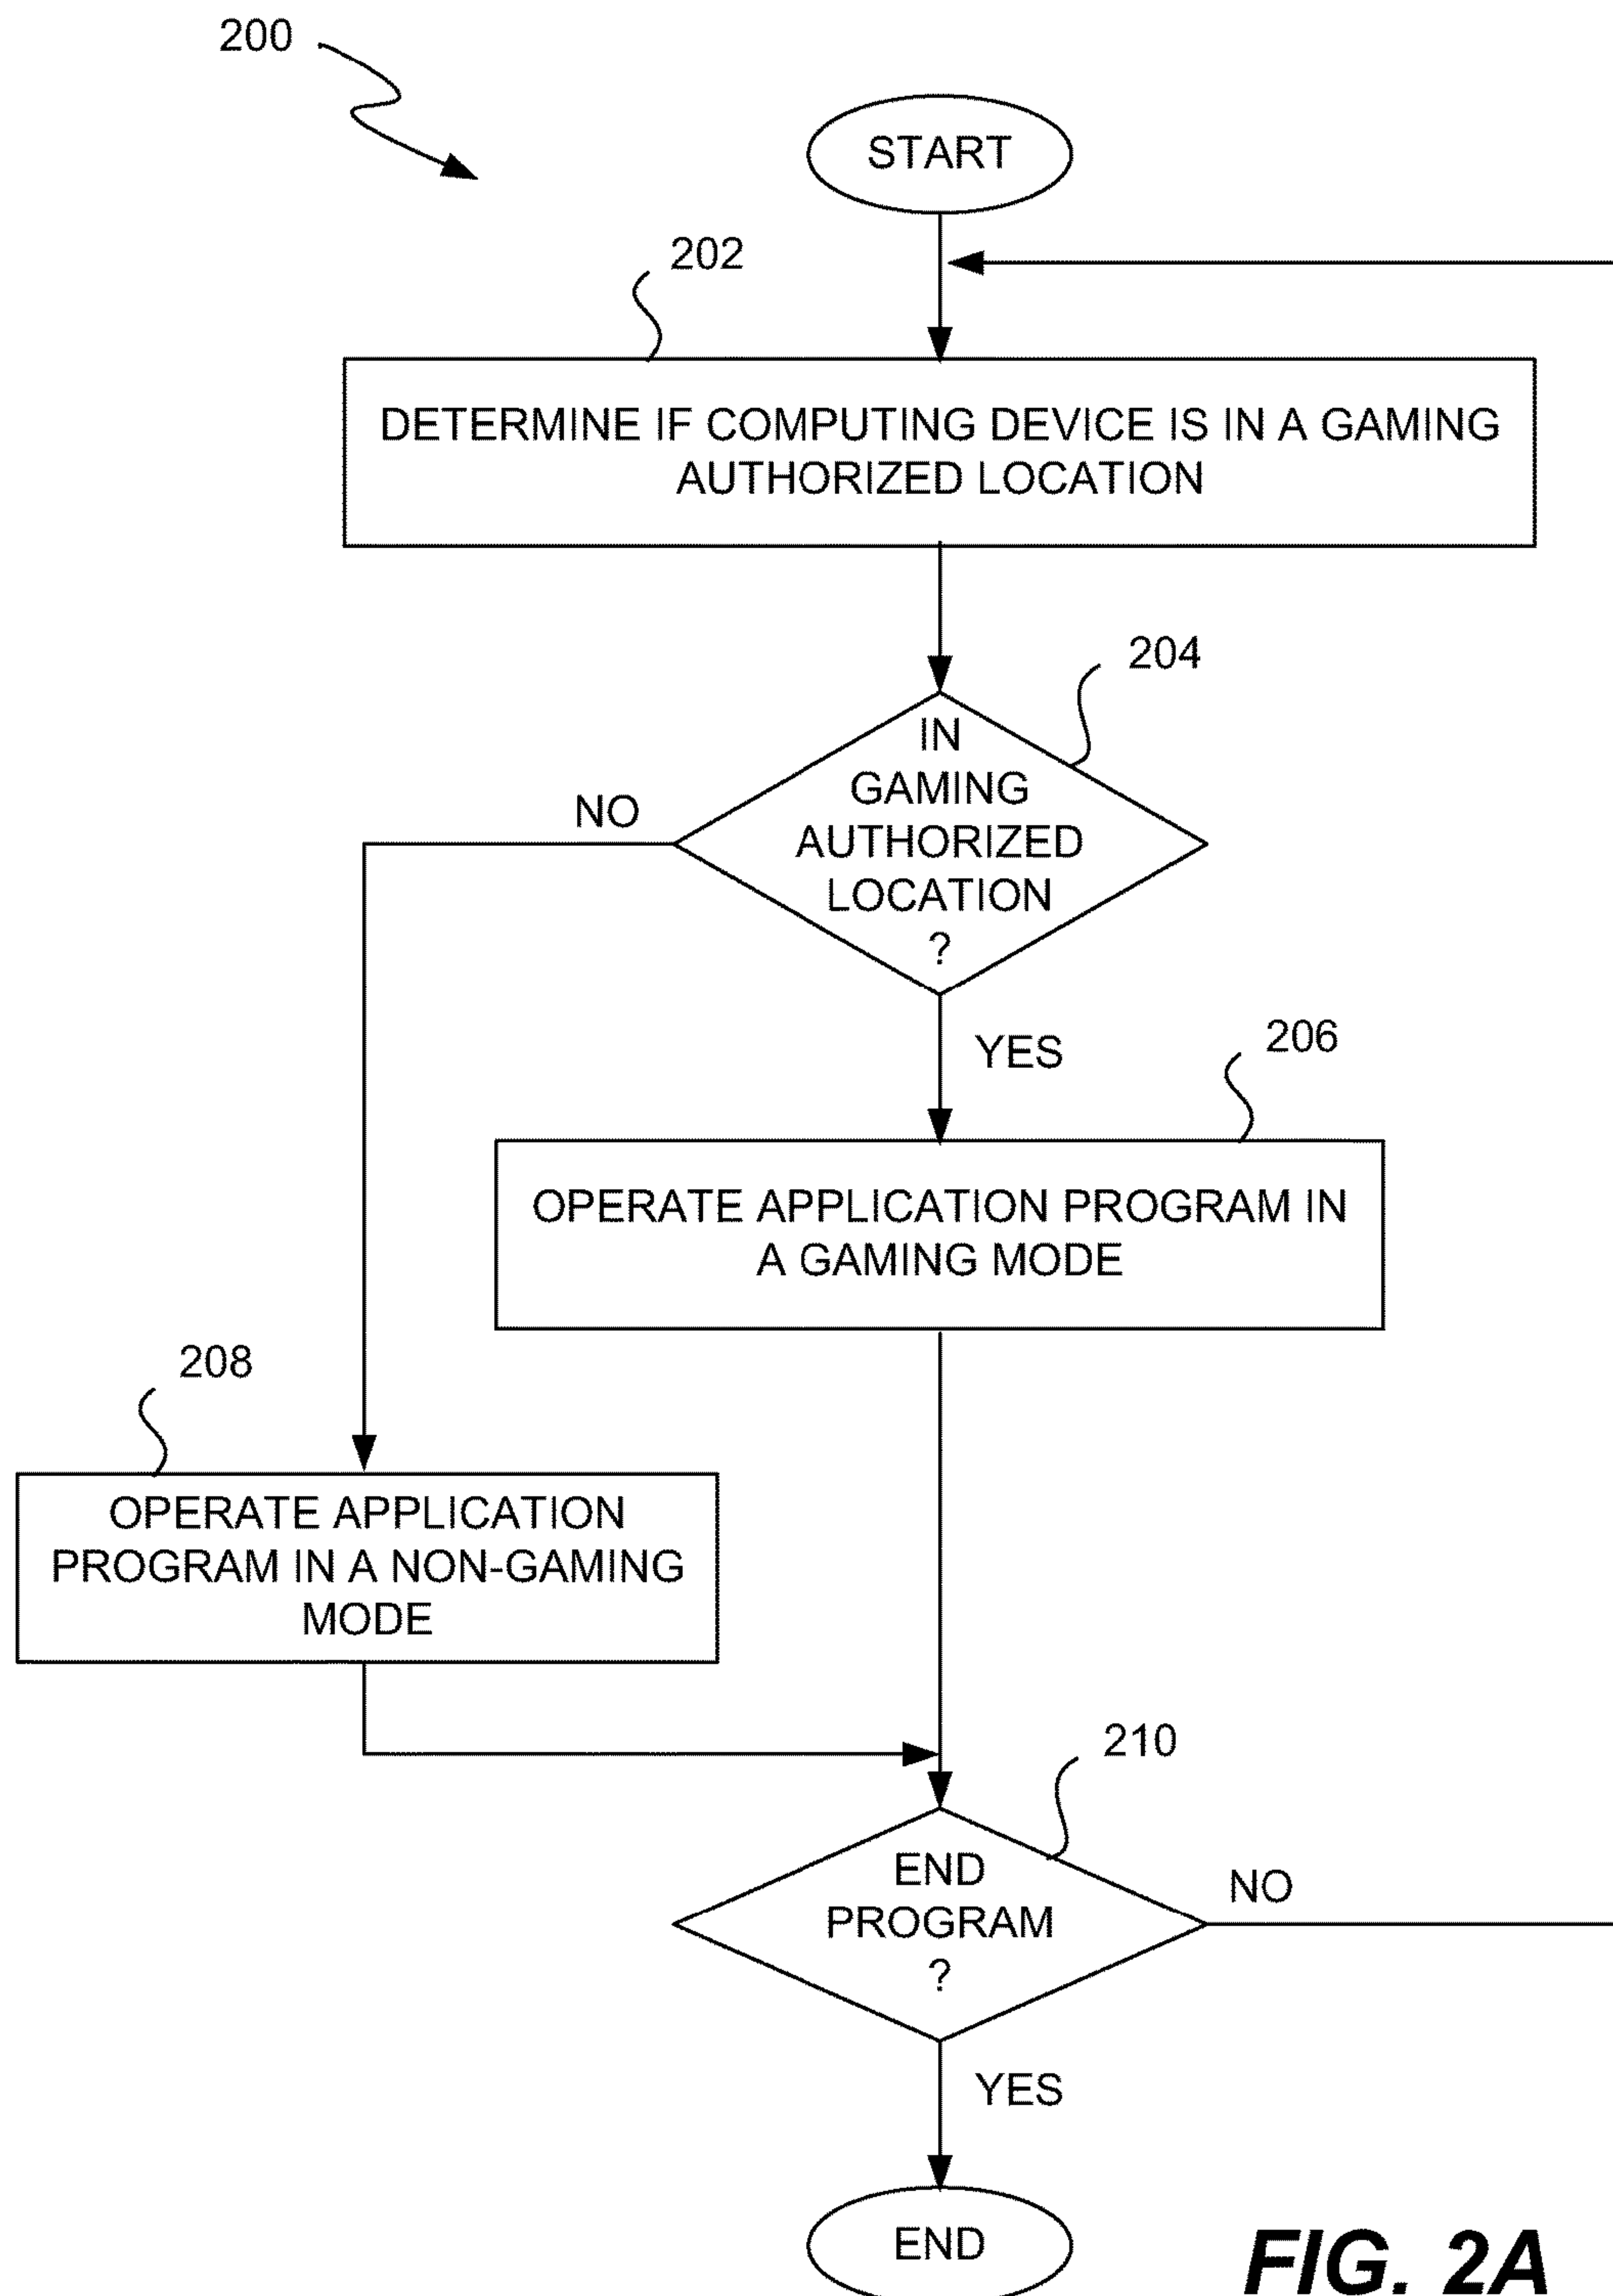 200
START
202
DETERMINE IF COMPUTING DEVICE IS IN A GAMING
AUTHORIZED LOCATION
204
IN
GAMING
AUTHORIZED
LOCATION
?
NO
YES
206
OPERATE APPLICATION PROGRAM IN
A GAMING MODE
208
OPERATE APPLICATION
PROGRAM IN A NON-GAMING
MODE
210
END
PROGRAM
?
NO
YES
END
FIG. 2A